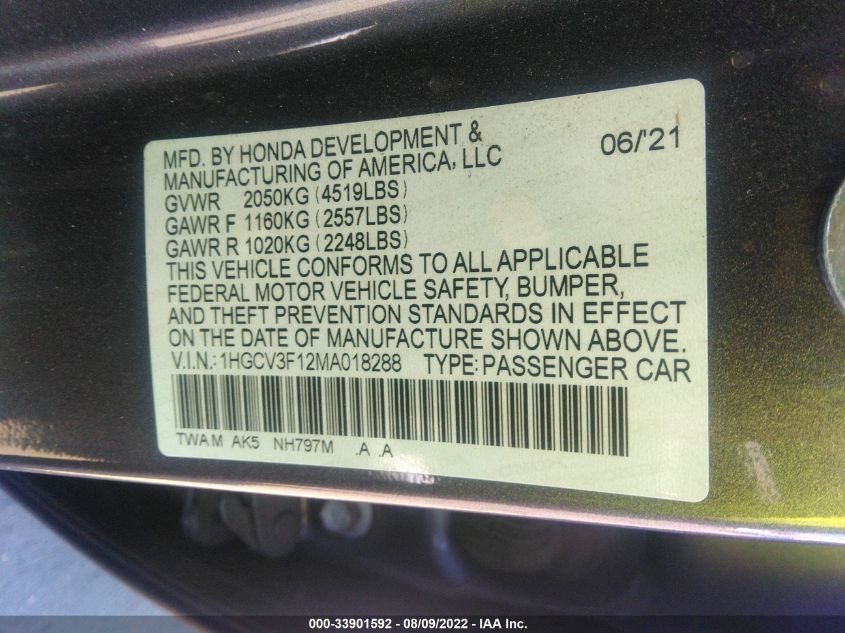 MFD. BY HONDA DEVELOPMENT &
MANUFACTURING OF AMERICA, LLC
06/'21
GVWR 2050KG (4519LBS)
GAWR F 1160KG (2557LBS)
GAWR R 1020KG (2248LBS)
THIS VEHICLE CONFORMS TO ALL APPLICABLE
FEDERAL MOTOR VEHICLE SAFETY, BUMPER,
AND THEFT PREVENTION STANDARDS IN EFFECT
ON THE DATE OF MANUFACTURE SHOWN ABOVE.
V.I.N.: 1HGCV3F12MA018288 TYPE: PASSENGER CAR
TWA M AK5 NH797M .A .A
000-33901592 - 08/09/2022 - IAA Inc.